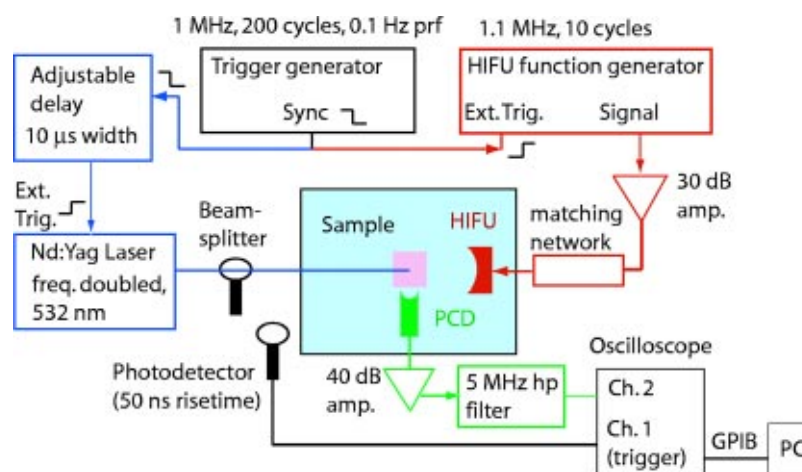 1 MHz, 200 cycles, 0.1 Hz prf
1.1 MHz, 10 cycles
Adjustable
delay
10 µs width
Trigger generator
Sync
HIFU function generator
Ext.Trig.
Signal
Ext.
Trig.
30 dB
amp.
Beam-
splitter
Sample
HIFU
matching
network
Nd:Yag Laser
freq. doubled,
532 nm
PCD
Photodetector
(50 ns risetime)
40 dB
amp.
5 MHz hp
filter
Oscilloscope
Ch. 2
Ch. 1
(trigger)
GPIB
PC